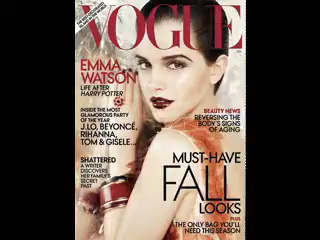 VOGUE
EMMA
WATSON
LIFE AFTER
HARRY POTTER
INSIDE THE MOST
GLAMOROUS PARTY
OF THE YEAR
J.LO, BEYONCÉ,
RIHANNA,
TOM & GISELE...
SHATTERED
A WRITER
DISCOVERS
HER FAMILY'S
SECRET
PAST
BEAUTY NEWS
REVERSING THE
BODY'S SIGNS
OF AGING
MUST-HAVE
FALL
LOOKS
PLUS
THE ONLY BAG YOU'LL
NEED THIS SEASON